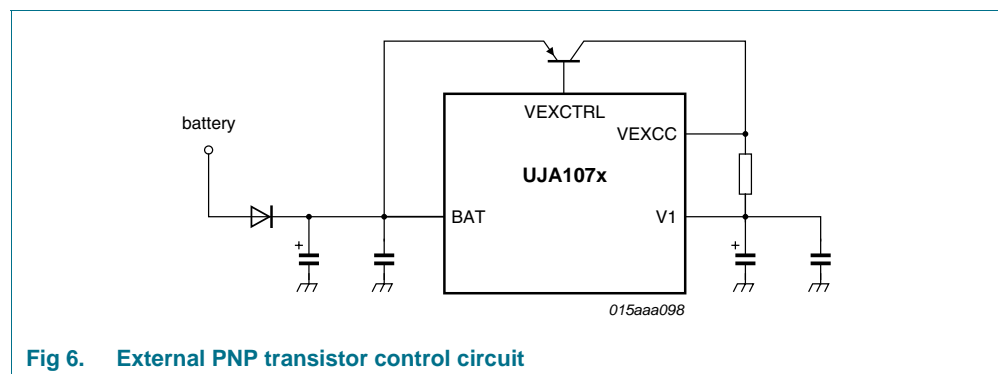 VEXCTRL
battery
VEXCC
UJA107x
BAT
V1
+
+
015aaa098
Fig 6. External PNP transistor control circuit